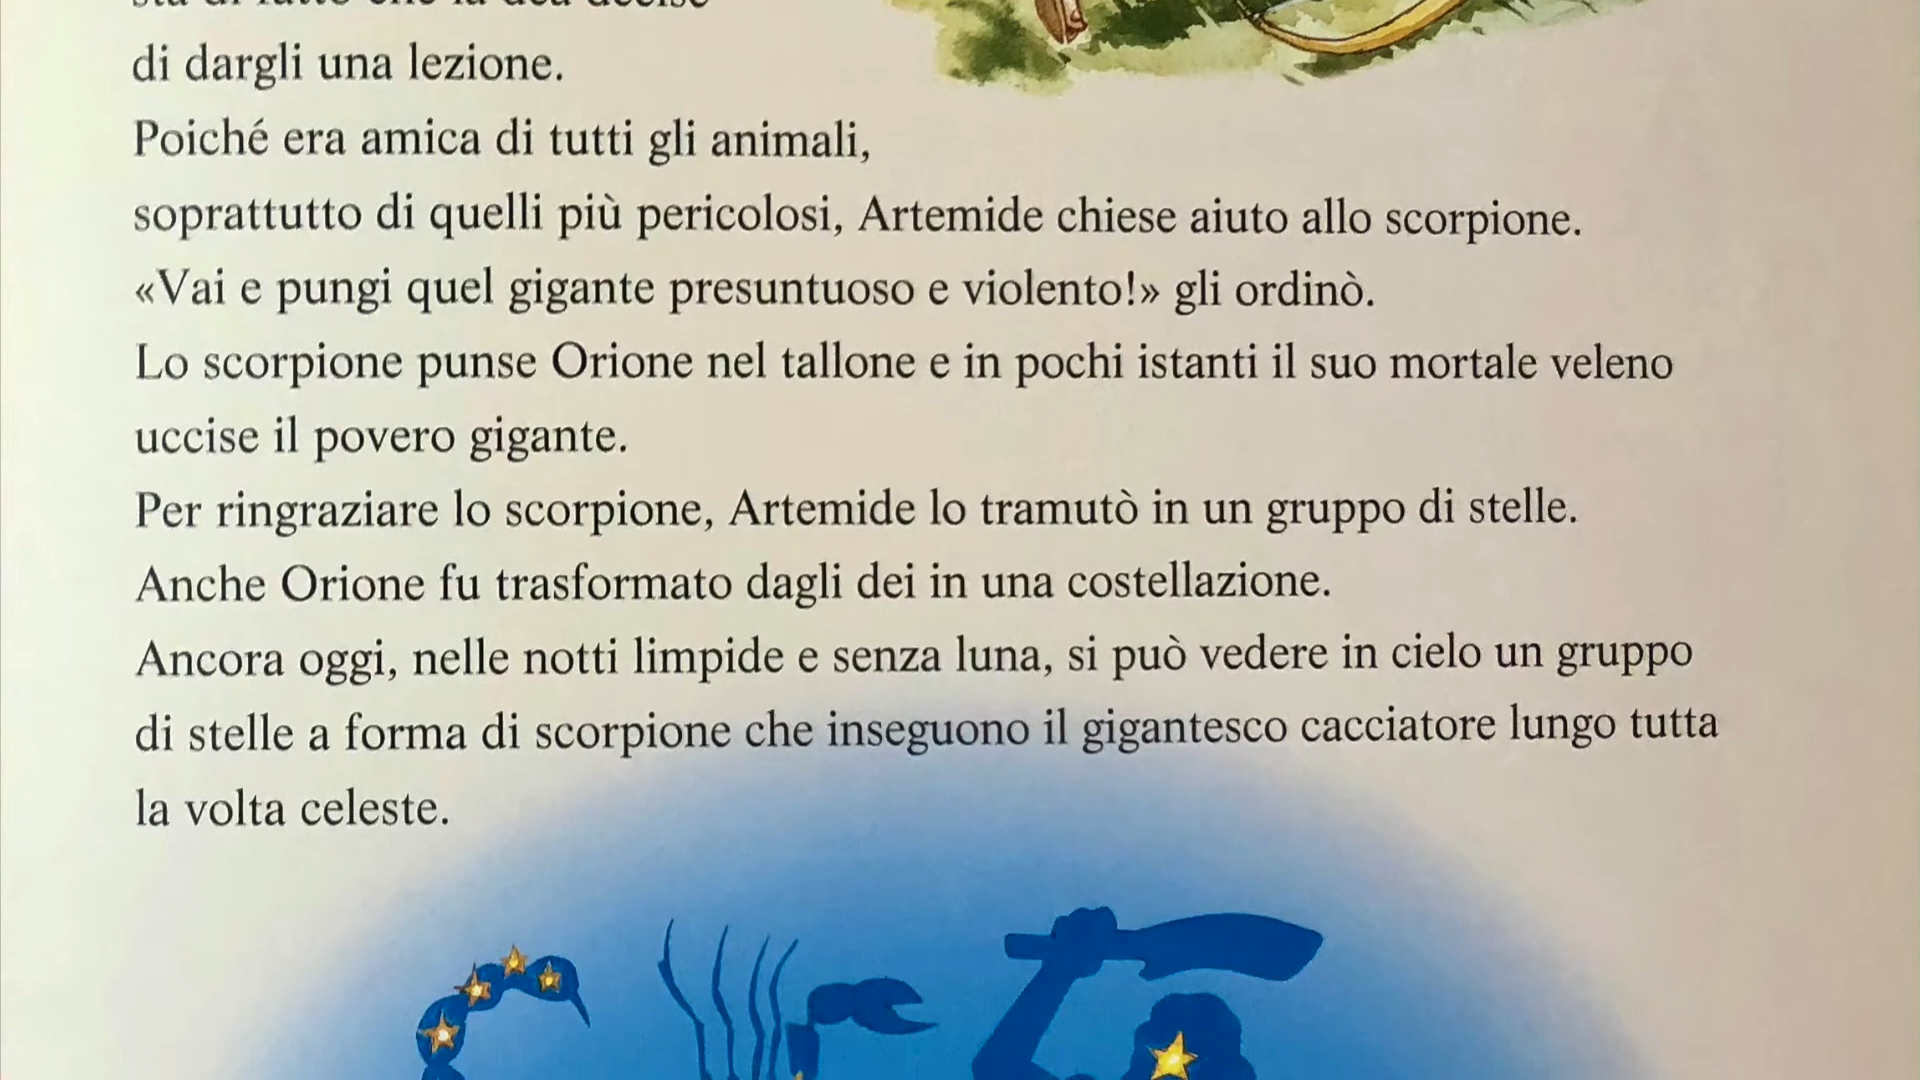 di dargli una lezione.
Poiché era amica di tutti gli animali,
soprattutto di quelli più pericolosi, Artemide chiese aiuto allo scorpione.
«Vai e pungi quel gigante presuntuoso e violento!» gli ordinò.
Lo scorpione punse Orione nel tallone e in pochi istanti il suo mortale veleno
uccise il povero gigante.
Per ringraziare lo scorpione, Artemide lo tramutò in un gruppo di stelle.
Anche Orione fu trasformato dagli dei in una costellazione.
Ancora oggi, nelle notti limpide e senza luna, si può vedere in cielo un gruppo
di stelle a forma di scorpione che inseguono il gigantesco cacciatore lungo tutta
la volta celeste.